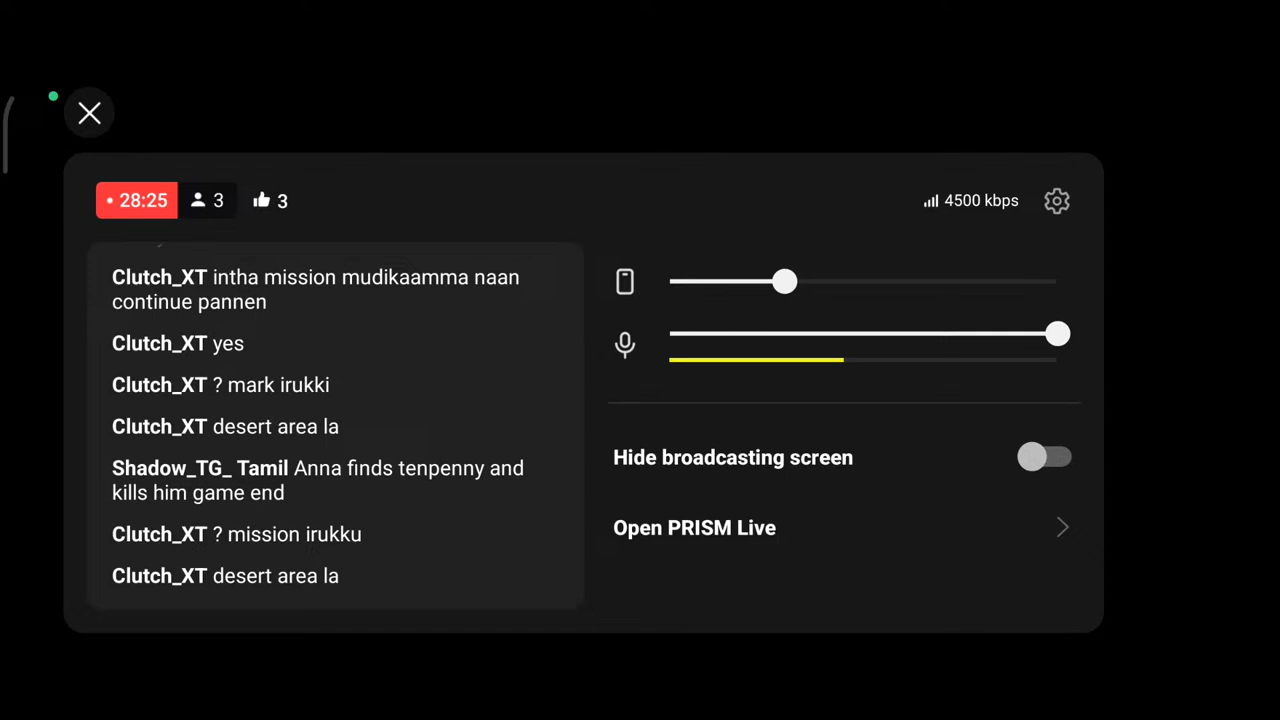 28:25
3
3
4500 kbps
Clutch_XT intha mission mudikaamma naan
continue pannen
Clutch_XT yes
Clutch_XT ? mark irukki
Clutch_XT desert area la
Shadow_TG_ Tamil Anna finds tenpenny and
kills him game end
Clutch_XT ? mission irukku
Clutch_XT desert area la
Hide broadcasting screen
Open PRISM Live